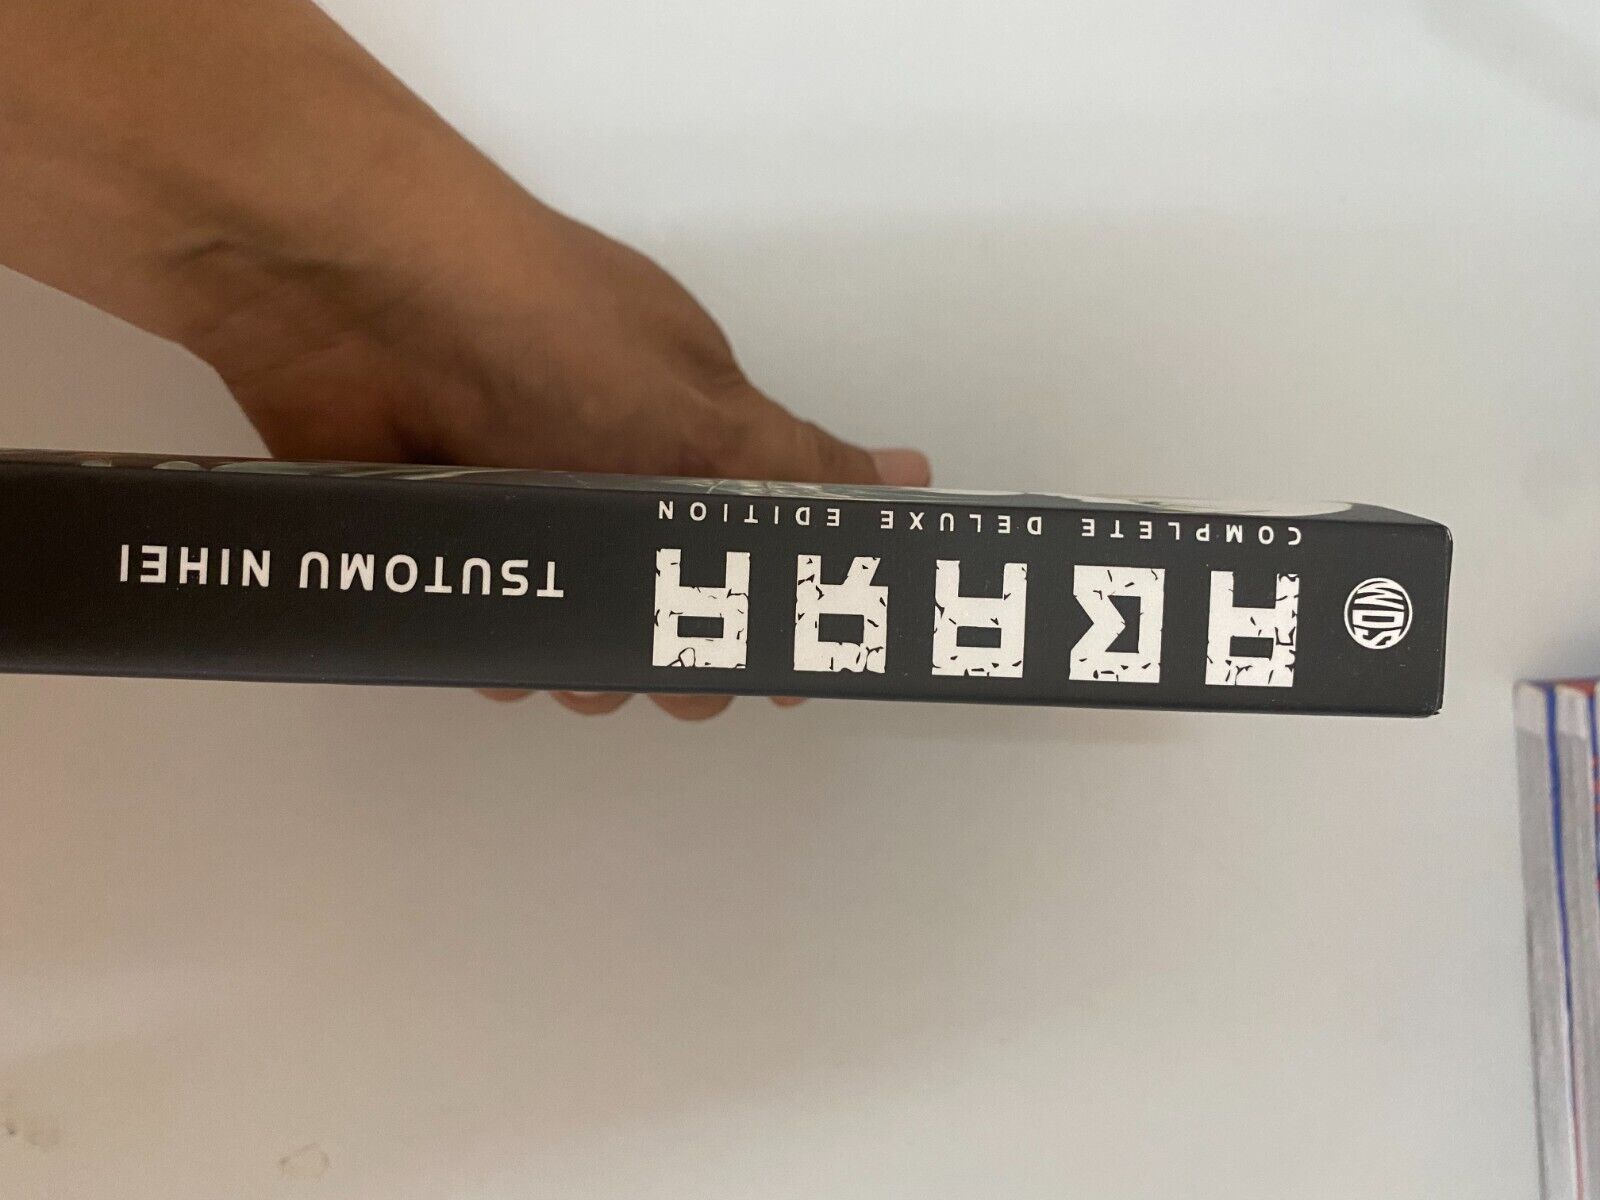 VIZ
ABARA
COMPLETE DELUXE EDITION
TSUTOMU NIHEI